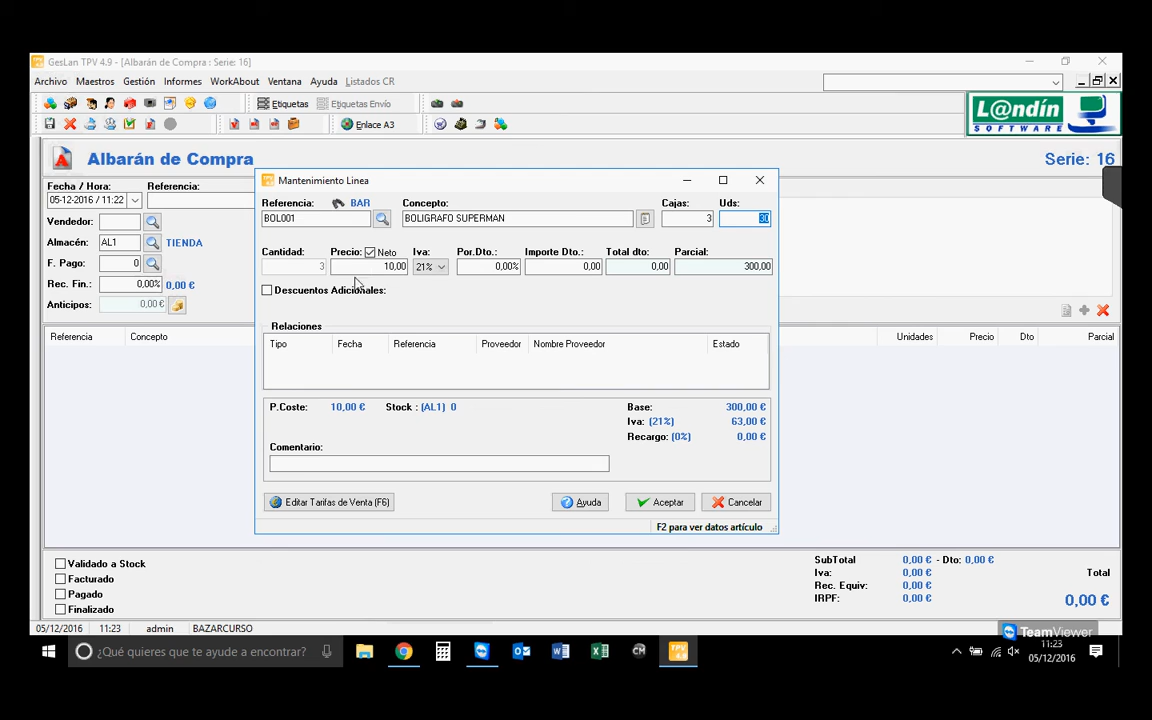 GesLan TPV 4.9 - [Albarán de Compra : Serie: 16]
Archivo Maestros Gestión Informes WorkAbout Ventana Ayuda Listados CR
Etiquetas Etiquetas Envío
Enlace A3
L@ndín
SOFTWARE
Albarán de Compra Serie: 16
Fecha / Hora: Referencia:
05-12-2016 / 11:22
Vendedor:
Almacén: AL1 TIENDA
F. Pago: 0
Rec. Fin.: 0,00% 0,00 €
Anticipos: 0,00 €
Referencia Concepto Unidades Precio Dto Parcial
Mantenimiento Linea
Referencia: BAR Concepto: Cajas: Uds:
BOL001 BOLIGRAFO SUPERMAN 3 30
Cantidad: Precio: Neto Iva: Por.Dto.: Importe Dto.: Total dto: Parcial:
3 10,00 21% 0,00% 0,00 0,00 300,00
Descuentos Adicionales:
Relaciones
Tipo Fecha Referencia Proveedor Nombre Proveedor Estado
P.Coste: 10,00 € Stock : (AL1) 0 Base: 300,00 €
Iva: (21%) 63,00 €
Recargo: (0%) 0,00 €
Comentario:
Editar Tarifas de Venta (F6) Ayuda Aceptar Cancelar
F2 para ver datos artículo
Validado a Stock
Facturado
Pagado
Finalizado
SubTotal 0,00 € - Dto: 0,00 €
Iva: 0,00 € Total
Rec. Equiv: 0,00 €
IRPF: 0,00 € 0,00 €
05/12/2016 11:23 admin BAZARCURSO
TeamViewer
¿Qué quieres que te ayude a encontrar?
TPV
4.9
11:23
05/12/2016